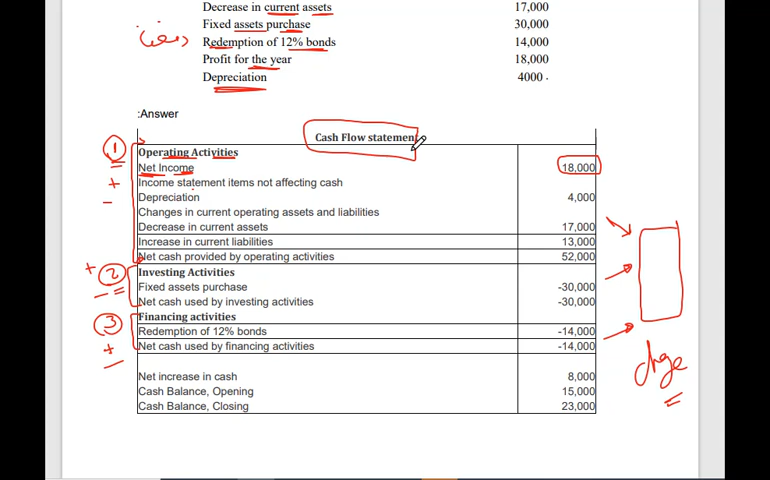 Decrease in current assets 17,000
Fixed assets purchase 30,000
Redemption of 12% bonds 14,000
Profit for the year 18,000
Depreciation 4000 .
:Answer
Cash Flow statement
1 Operating Activities
Net Income 18,000
+ Income statement items not affecting cash
- Depreciation 4,000
Changes in current operating assets and liabilities
Decrease in current assets 17,000
Increase in current liabilities 13,000
Net cash provided by operating activities 52,000
+ 2 Investing Activities
- Fixed assets purchase -30,000
Net cash used by investing activities -30,000
3 Financing activities
Redemption of 12% bonds -14,000
+ Net cash used by financing activities -14,000
-
Net increase in cash 8,000
Cash Balance, Opening 15,000
Cash Balance, Closing 23,000